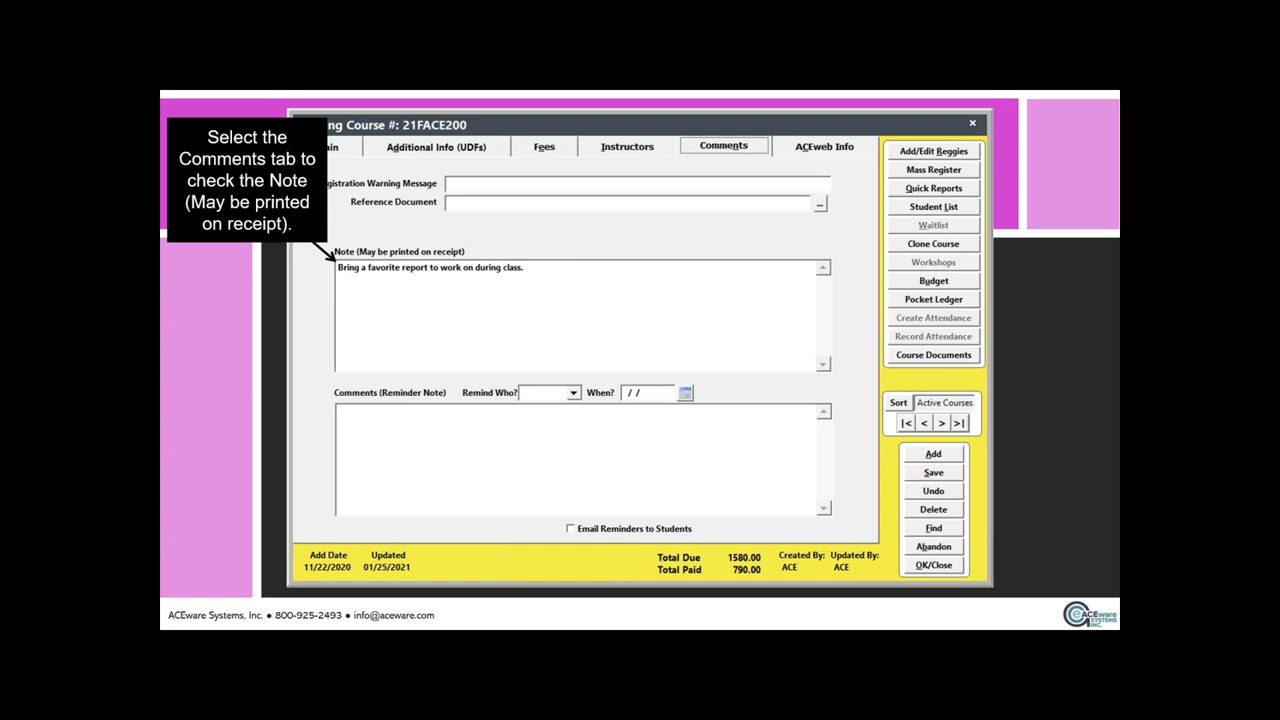 Select the
Comments tab to
check the Note
(May be printed
on receipt).
ng Course #: 21FACE200
ain
Additional Info (UDFs)
Fees
Instructors
Comments
ACEweb Info
gistration Warning Message
Reference Document
...
Note (May be printed on receipt)
Bring a favorite report to work on during class.
Comments (Reminder Note) Remind Who? When? / /
Email Reminders to Students
Add Date Updated
11/22/2020 01/25/2021
Total Due 1580.00
Total Paid 790.00
Created By: Updated By:
ACE ACE
Add/Edit Reggies
Mass Register
Quick Reports
Student List
Waitlist
Clone Course
Workshops
Budget
Pocket Ledger
Create Attendance
Record Attendance
Course Documents
Sort Active Courses
|< < > >|
Add
Save
Undo
Delete
Find
Abandon
OK/Close
ACEware Systems, Inc. ● 800-925-2493 ● info@aceware.com
ACEware
SYSTEMS
INC.